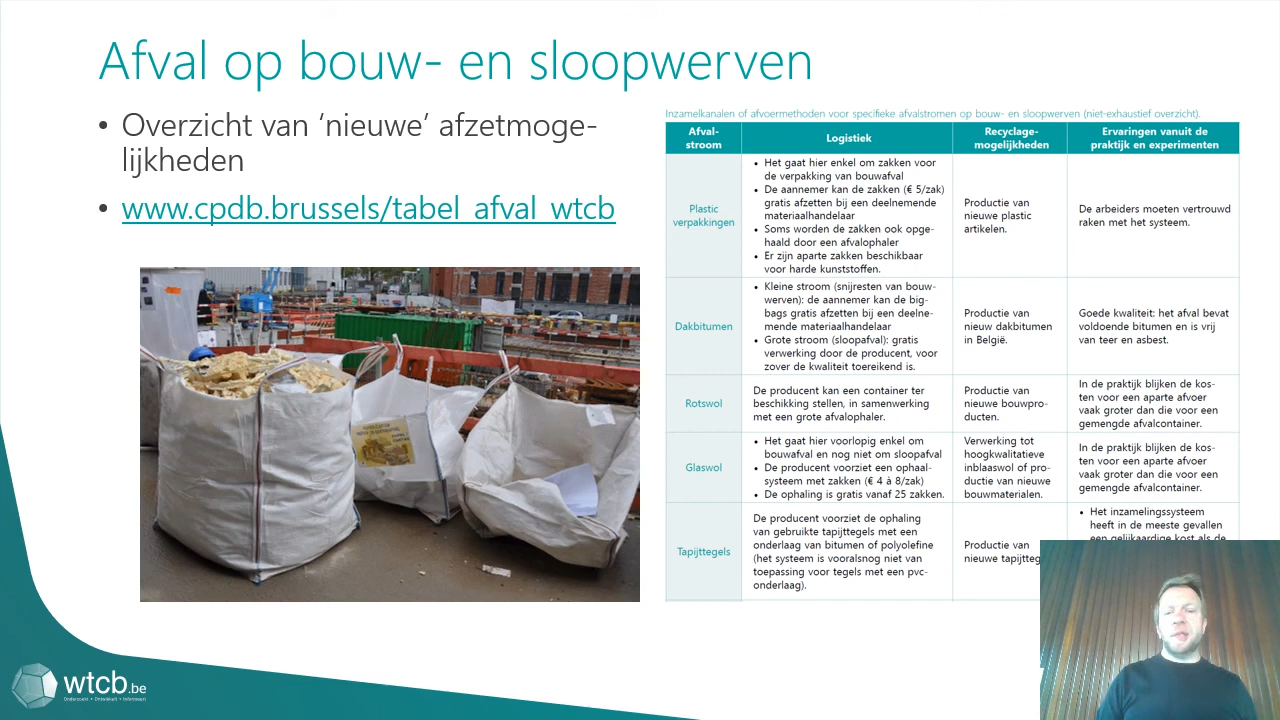 Afval op bouw- en sloopwerven
• Overzicht van ‘nieuwe’ afzetmoge-
lijkheden
• www.cpdb.brussels/tabel_afval_wtcb
Inzamelkanalen of afvoermethoden voor specifieke afvalstromen op bouw- en sloopwerven (niet-exhaustief overzicht).
Afval-
stroom
Logistiek
Recyclage-
mogelijkheden
Ervaringen vanuit de
praktijk en experimenten
Plastic
verpakkingen
• Het gaat hier enkel om zakken voor
de verpakking van bouwafval
• De aannemer kan de zakken (€ 5/zak)
gratis afzetten bij een deelnemende
materiaalhandelaar
• Soms worden de zakken ook opge-
haald door een afvalophaler
• Er zijn aparte zakken beschikbaar
voor harde kunststoffen.
Productie van
nieuwe plastic
artikelen.
De arbeiders moeten vertrouwd
raken met het systeem.
Dakbitumen
• Kleine stroom (snijresten van bouw-
werven): de aannemer kan de big-
bags gratis afzetten bij een deelne-
mende materiaalhandelaar
• Grote stroom (sloopafval): gratis
verwerking door de producent, voor
zover de kwaliteit toereikend is.
Productie van
nieuw dakbitumen
in België.
Goede kwaliteit: het afval bevat
voldoende bitumen en is vrij
van teer en asbest.
Rotswol
De producent kan een container ter
beschikking stellen, in samenwerking
met een grote afvalophaler.
Productie van
nieuwe bouwpro-
ducten.
In de praktijk blijken de kos-
ten voor een aparte afvoer
vaak groter dan die voor een
gemengde afvalcontainer.
Glaswol
• Het gaat hier voorlopig enkel om
bouwafval en nog niet om sloopafval
• De producent voorziet een ophaal-
systeem met zakken (€ 4 à 8/zak)
• De ophaling is gratis vanaf 25 zakken.
Verwerking tot
hoogkwalitatieve
inblaaswol of pro-
ductie van nieuwe
bouwmaterialen.
In de praktijk blijken de kos-
ten voor een aparte afvoer
vaak groter dan die voor een
gemengde afvalcontainer.
Tapijttegels
De producent voorziet de ophaling
van gebruikte tapijttegels met een
onderlaag van bitumen of polyolefine
(het systeem is vooralsnog niet van
toepassing voor tegels met een pvc-
onderlaag).
Productie van
nieuwe tapijtteg
• Het inzamelingssysteem
heeft in de meeste gevallen
een gelijkaardige kost als de
wtcb.be
Onderzoekt • Ontwikkelt • Informeert